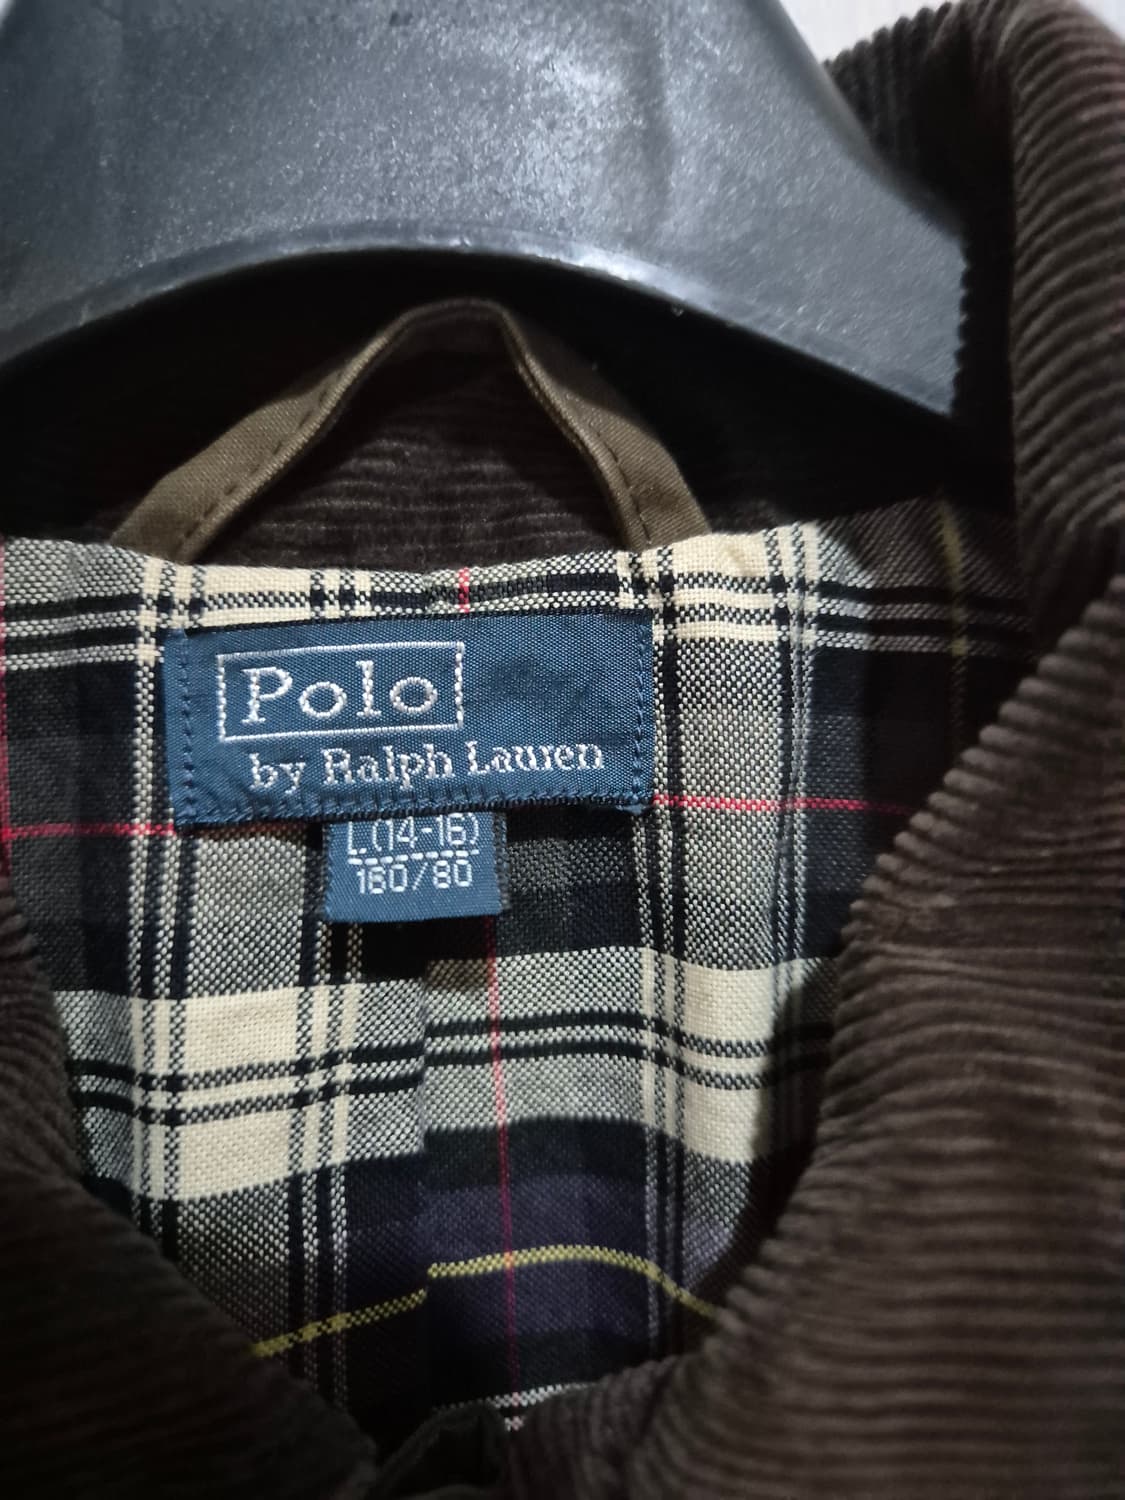 Polo
by Ralph Lauren
L(14-16)
160/80